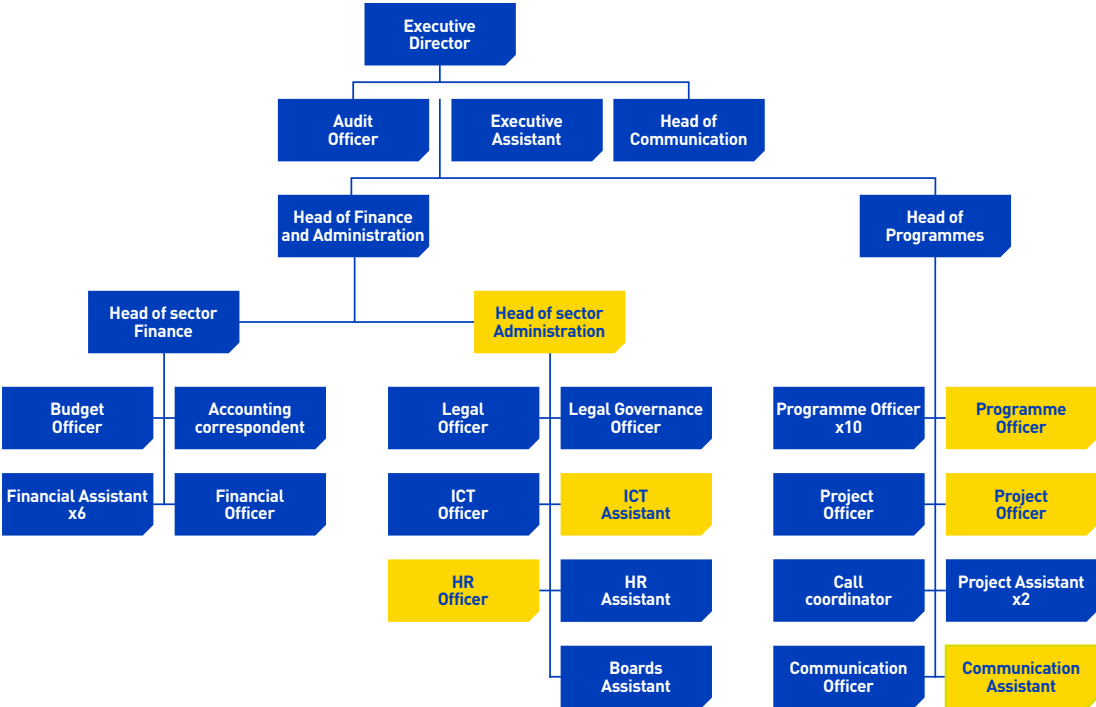 Executive
Director
Audit
Officer
Executive
Assistant
Head of
Communication
Head of Finance
and Administration
Head of
Programmes
Head of sector
Finance
Head of sector
Administration
Budget
Officer
Accounting
correspondent
Legal
Officer
Legal Governance
Officer
Programme Officer
x10
Programme
Officer
Financial Assistant
x6
Financial
Officer
ICT
Officer
ICT
Assistant
Project
Officer
Project
Officer
HR
Officer
HR
Assistant
Call
coordinator
Project Assistant
x2
Boards
Assistant
Communication
Officer
Communication
Assistant